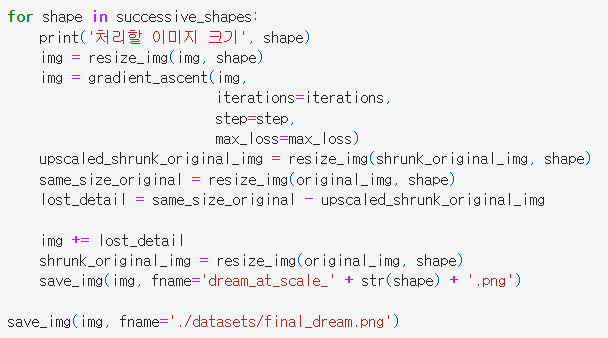 for shape in successive_shapes:
    print('처리할 이미지 크기', shape)
    img = resize_img(img, shape)
    img = gradient_ascent(img,
                          iterations=iterations,
                          step=step,
                          max_loss=max_loss)
    upscaled_shrunk_original_img = resize_img(shrunk_original_img, shape)
    same_size_original = resize_img(original_img, shape)
    lost_detail = same_size_original - upscaled_shrunk_original_img

    img += lost_detail
    shrunk_original_img = resize_img(original_img, shape)
    save_img(img, fname='dream_at_scale_' + str(shape) + '.png')

save_img(img, fname='./datasets/final_dream.png')